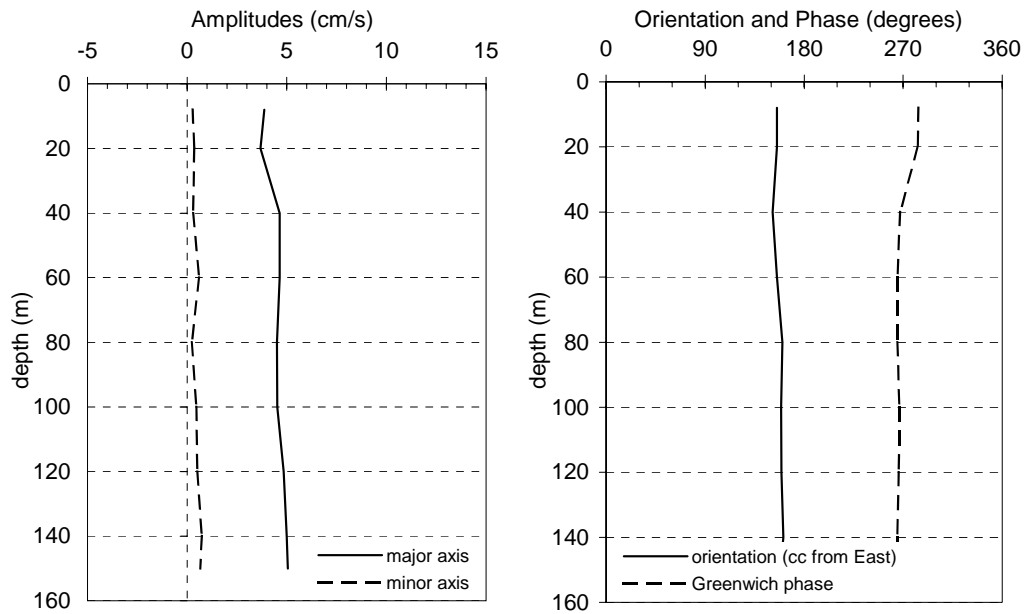 Amplitudes (cm/s)
-5 0 5 10 15
0
20
40
60
80
100
120
140
160
depth (m)
major axis
minor axis
Orientation and Phase (degrees)
0 90 180 270 360
0
20
40
60
80
100
120
140
160
depth (m)
orientation (cc from East)
Greenwich phase